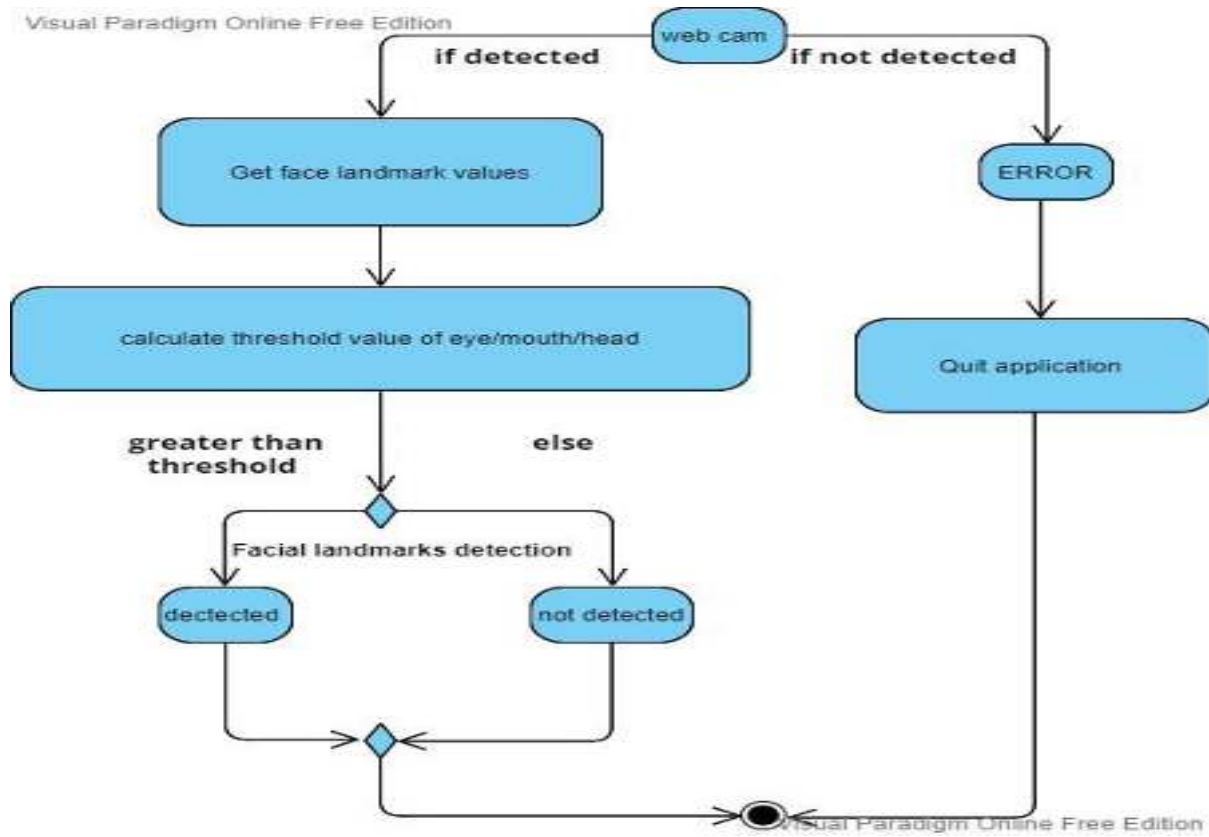 Visual Paradigm Online Free Edition
web cam
if detected
if not detected
Get face landmark values
ERROR
calculate threshold value of eye/mouth/head
Quit application
greater than
threshold
else
Facial landmarks detection
dectected
not detected
Visual Paradigm Online Free Edition